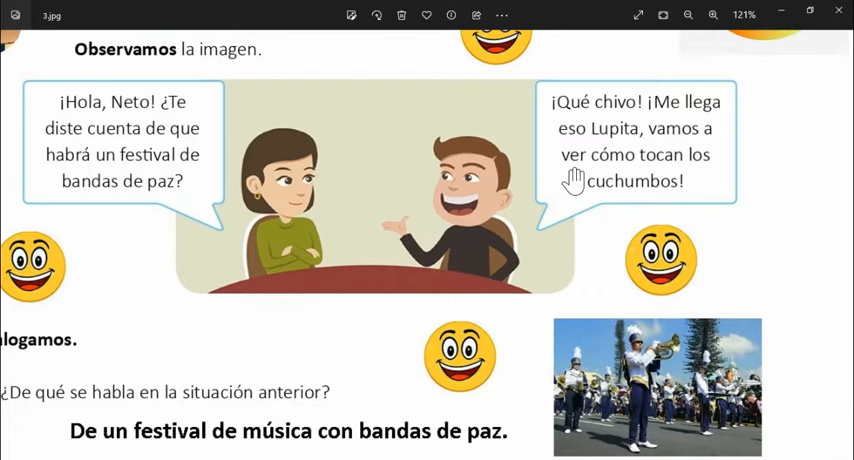 3.jpg
121%
Observamos la imagen.
¡Hola, Neto! ¿Te
diste cuenta de que
habrá un festival de
bandas de paz?
¡Qué chivo! ¡Me llega
eso Lupita, vamos a
ver cómo tocan los
cuchumbos!
alogamos.
¿De qué se habla en la situación anterior?
De un festival de música con bandas de paz.